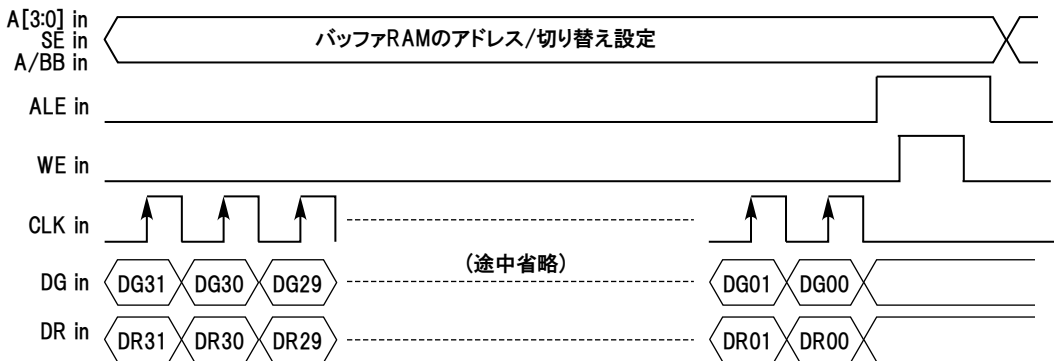 A[3:0] in
SE in
A/BB in
バッファRAMのアドレス/切り替え設定
ALE in
WE in
CLK in
(途中省略)
DG in DG31 DG30 DG29 DG01 DG00
DR in DR31 DR30 DR29 DR01 DR00